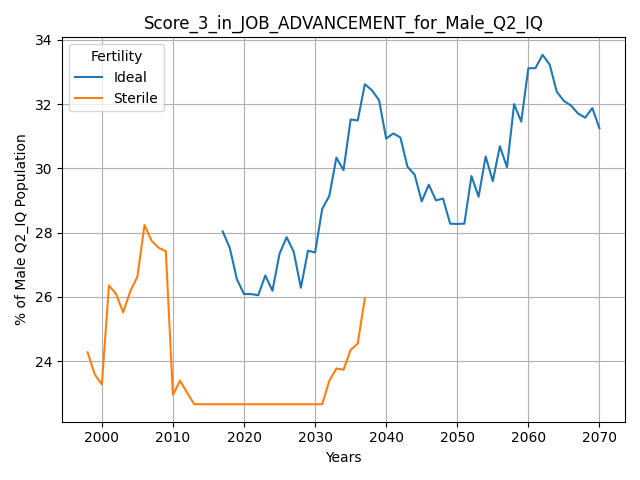 Score_3_in_JOB_ADVANCEMENT_for_Male_Q2_IQ
Fertility
Ideal
Sterile
% of Male Q2_IQ Population
34
32
30
28
26
24
2000 2010 2020 2030 2040 2050 2060 2070
Years